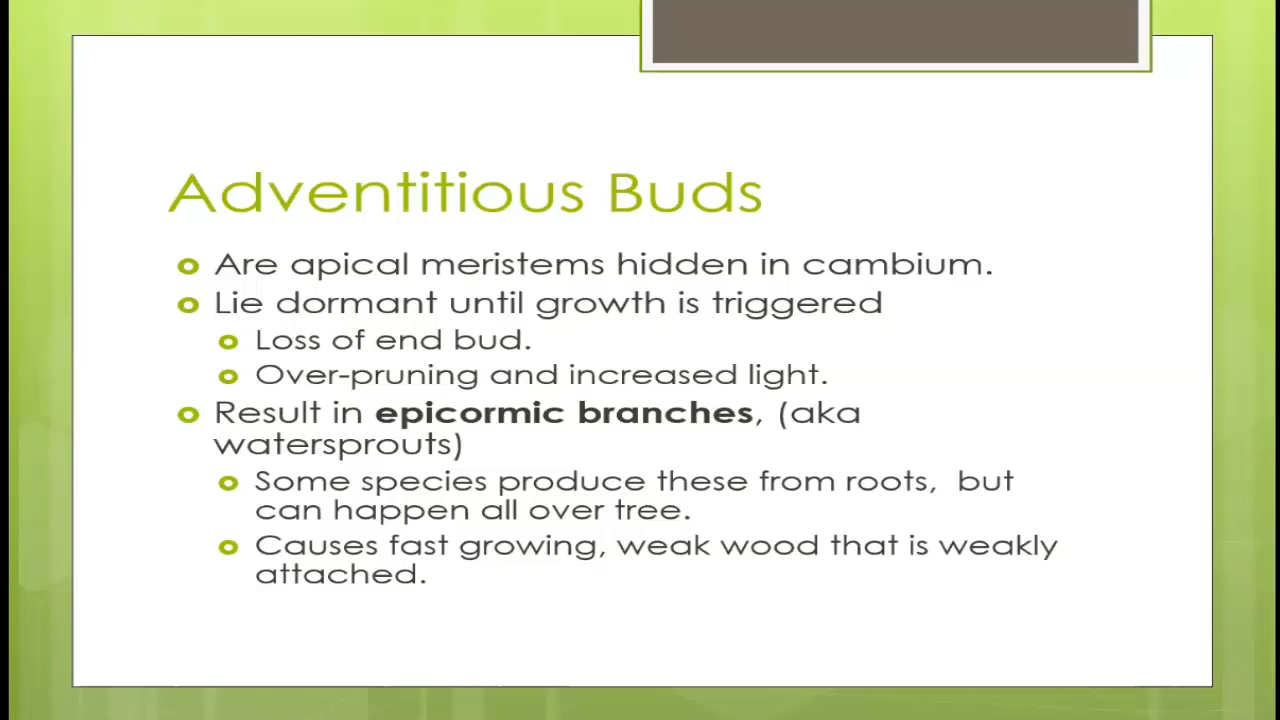 Adventitious Buds
Are apical meristems hidden in cambium.
Lie dormant until growth is triggered
Loss of end bud.
Over-pruning and increased light.
Result in epicormic branches, (aka
watersprouts)
Some species produce these from roots,  but
can happen all over tree.
Causes fast growing, weak wood that is weakly
attached.